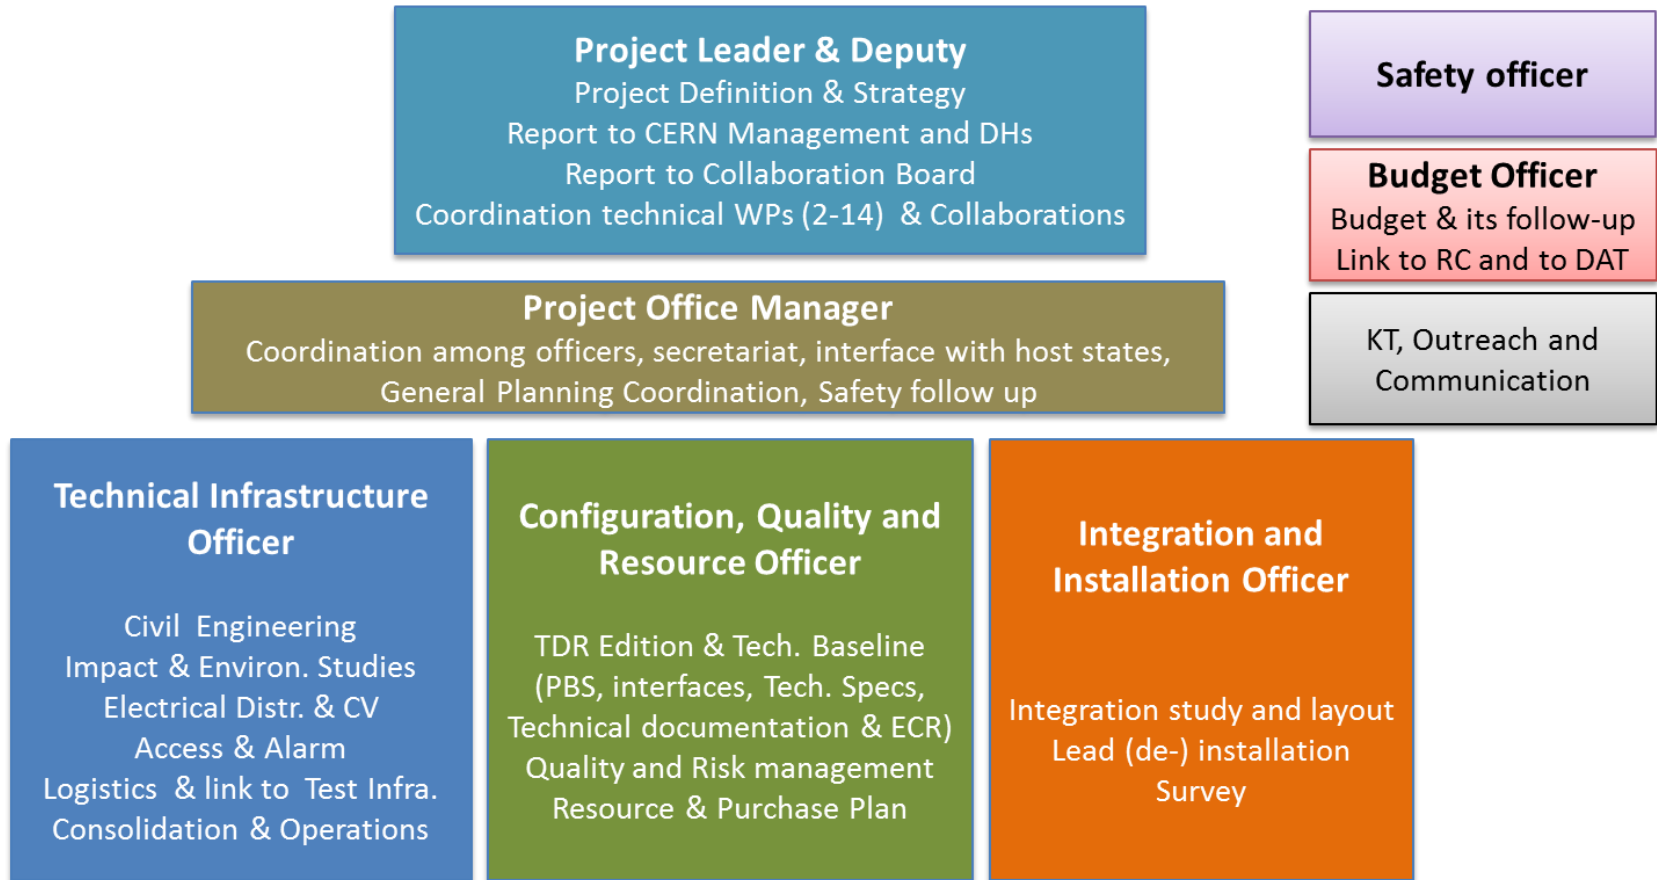 Project Leader & Deputy
Project Definition & Strategy
Report to CERN Management and DHs
Report to Collaboration Board
Coordination technical WPs (2-14) & Collaborations
Safety officer
Budget Officer
Budget & its follow-up
Link to RC and to DAT
KT, Outreach and
Communication
Project Office Manager
Coordination among officers, secretariat, interface with host states,
General Planning Coordination, Safety follow up
Technical Infrastructure
Officer
Civil Engineering
Impact & Environ. Studies
Electrical Distr. & CV
Access & Alarm
Logistics & link to Test Infra.
Consolidation & Operations
Configuration, Quality and
Resource Officer
TDR Edition & Tech. Baseline
(PBS, interfaces, Tech. Specs,
Technical documentation & ECR)
Quality and Risk management
Resource & Purchase Plan
Integration and
Installation Officer
Integration study and layout
Lead (de-) installation
Survey